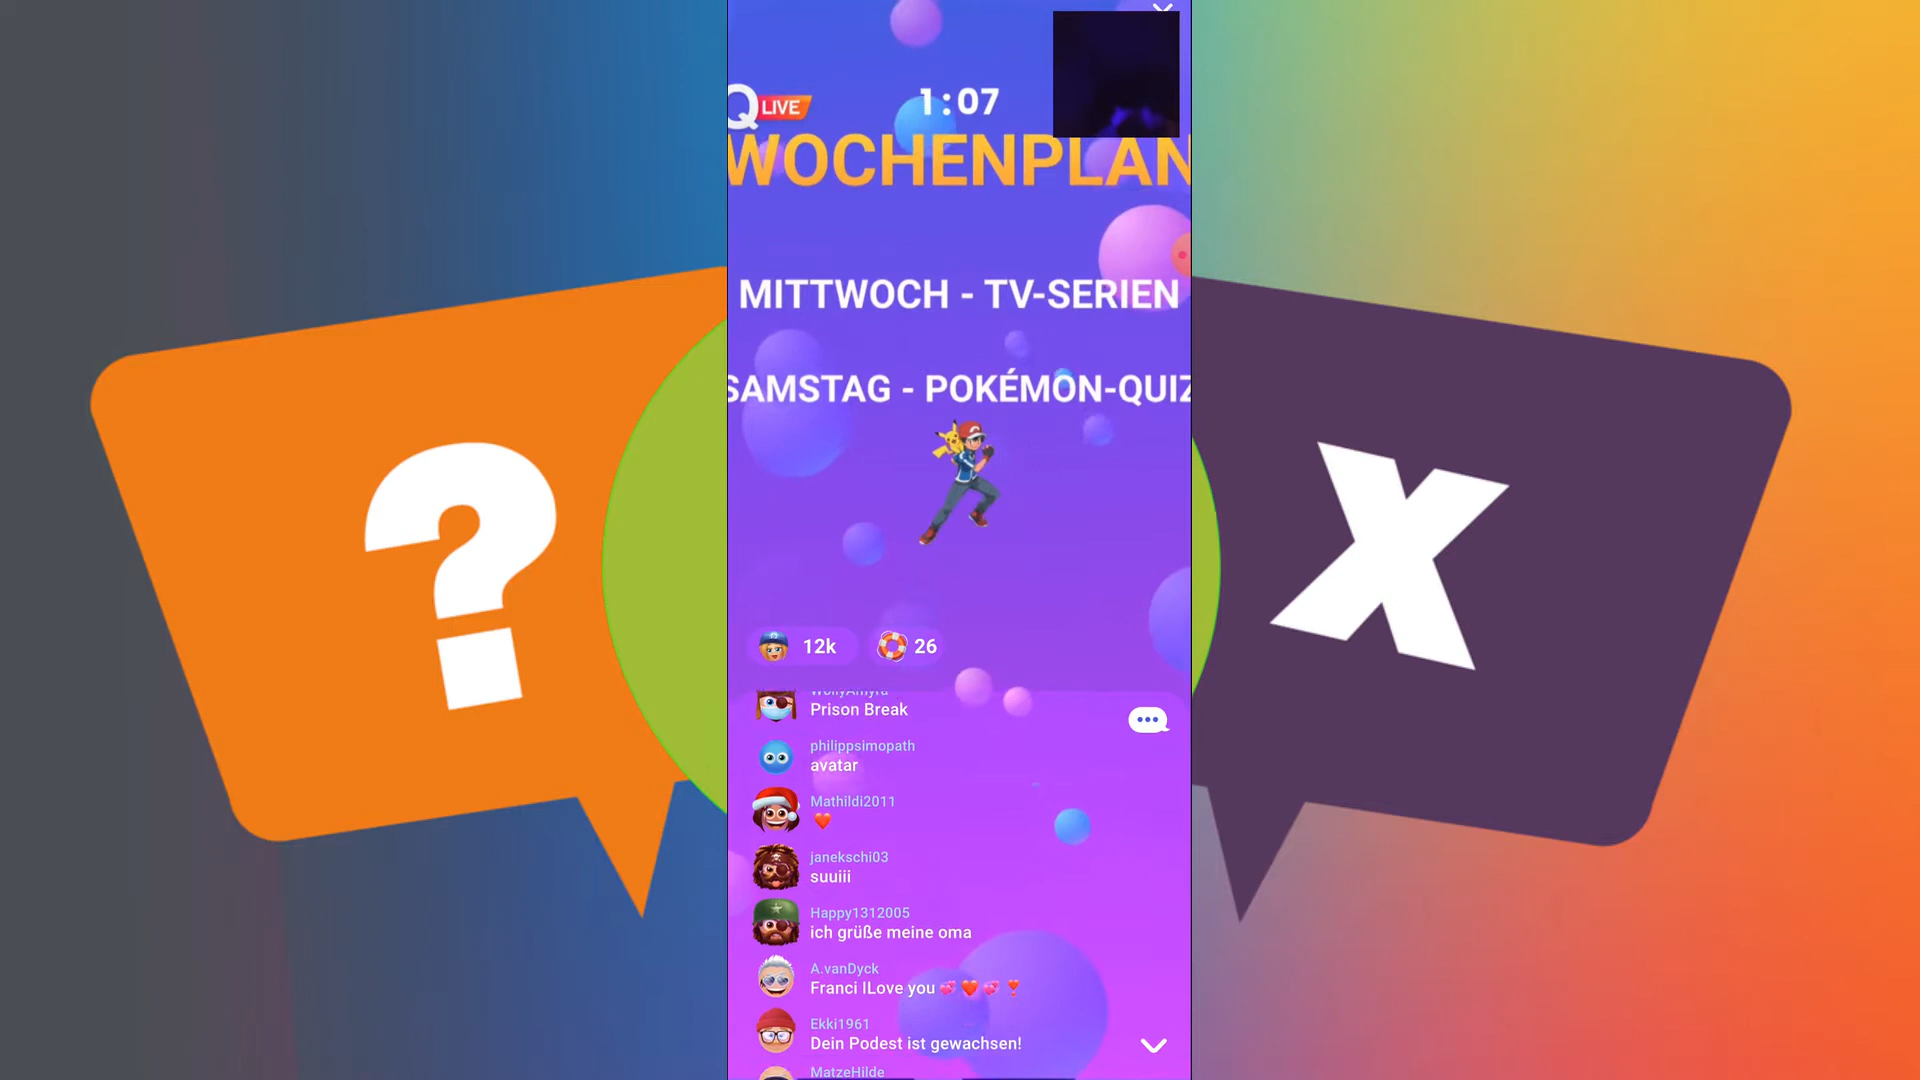 Q LIVE
1:07
WOCHENPLAN
MITTWOCH - TV-SERIEN
SAMSTAG - POKÉMON-QUIZ
? X
12k 26
WollyAmyra
Prison Break
philippsimopath
avatar
Mathildi2011
❤️
janekschi03
suuiii
Happy1312005
ich grüße meine oma
A.vanDyck
Franci ILove you 💞 ❤️ 💞 ❣️
Ekki1961
Dein Podest ist gewachsen!
MatzeHilde